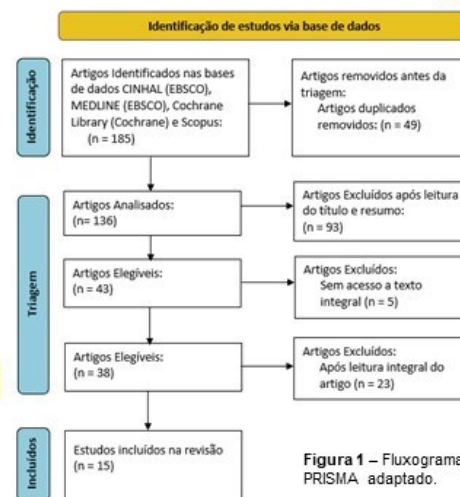 Identificação de estudos via base de dados
Identificação
Artigos Identificados nas bases
de dados CINHAL (EBSCO),
MEDLINE (EBSCO), Cochrane
Library (Cochrane) e Scopus:
(n = 185)
Artigos removidos antes da
triagem:
Artigos duplicados
removidos: (n = 49)
Triagem
Artigos Analisados:
(n= 136)
Artigos Excluídos após leitura
do título e resumo:
(n = 93)
Artigos Elegíveis:
(n = 43)
Artigos Excluídos:
Sem acesso a texto
integral (n = 5)
Artigos Elegíveis:
(n = 38)
Artigos Excluídos:
Após leitura integral do
artigo (n = 23)
Incluídos
Estudos incluídos na revisão
(n = 15)
Figura 1 – Fluxograma
PRISMA adaptado.